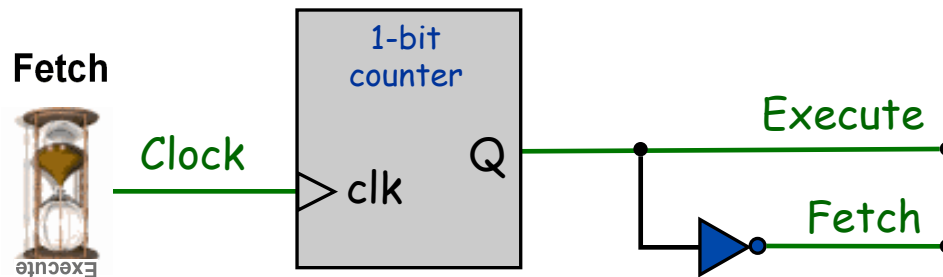 1-bit
counter
Fetch
Clock
clk
Q
Execute
Fetch
Execute